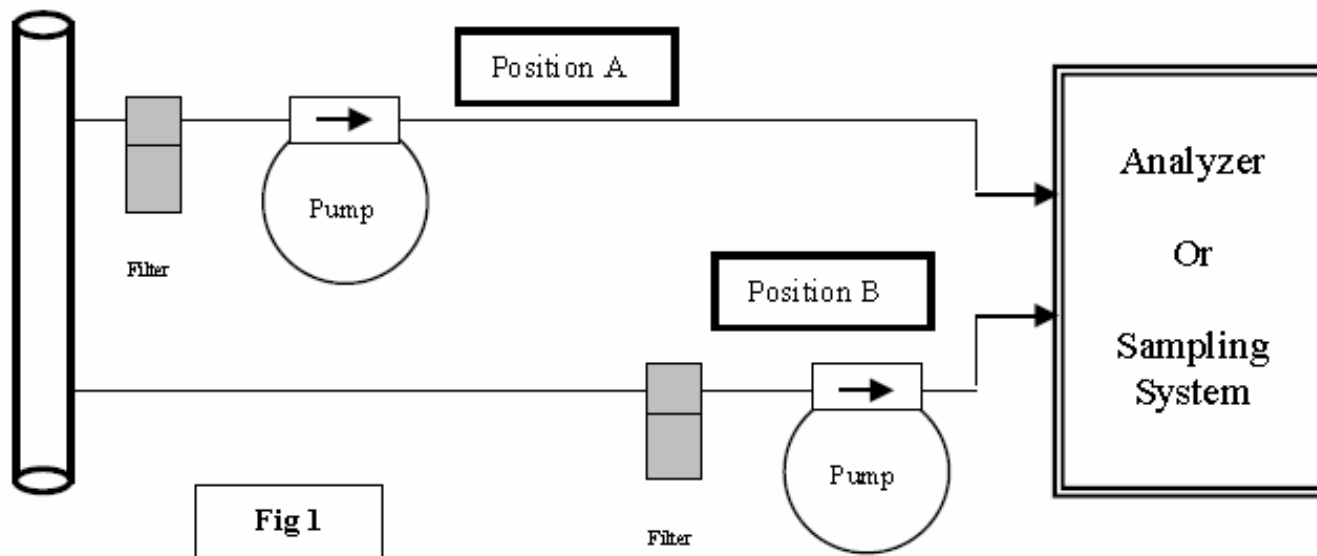 Position A
Pump
Filter
Analyzer
Or
Sampling
System
Position B
Pump
Filter
Fig 1